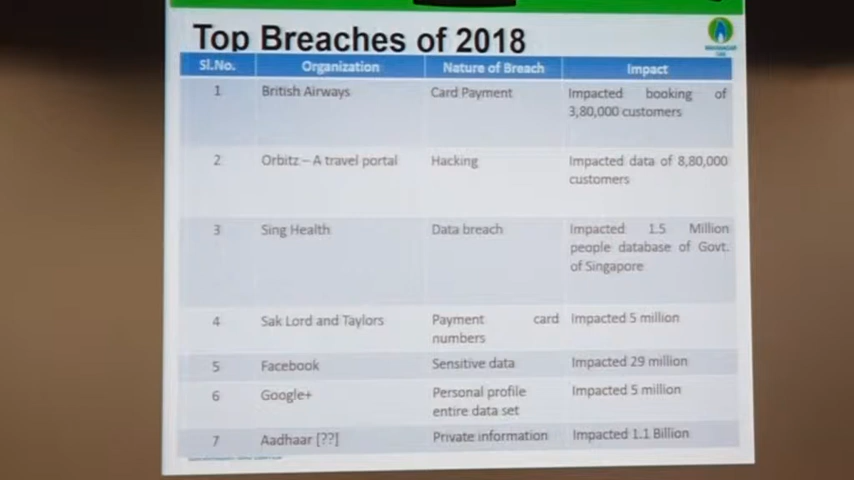 Top Breaches of 2018
Sl.No. Organization Nature of Breach Impact
1 British Airways Card Payment Impacted booking of
3,80,000 customers
2 Orbitz – A travel portal Hacking Impacted data of 8,80,000
customers
3 Sing Health Data breach Impacted 1.5 Million
people database of Govt.
of Singapore
4 Sak Lord and Taylors Payment card Impacted 5 million
numbers
5 Facebook Sensitive data Impacted 29 million
6 Google+ Personal profile Impacted 5 million
entire data set
7 Aadhaar [??] Private information Impacted 1.1 Billion